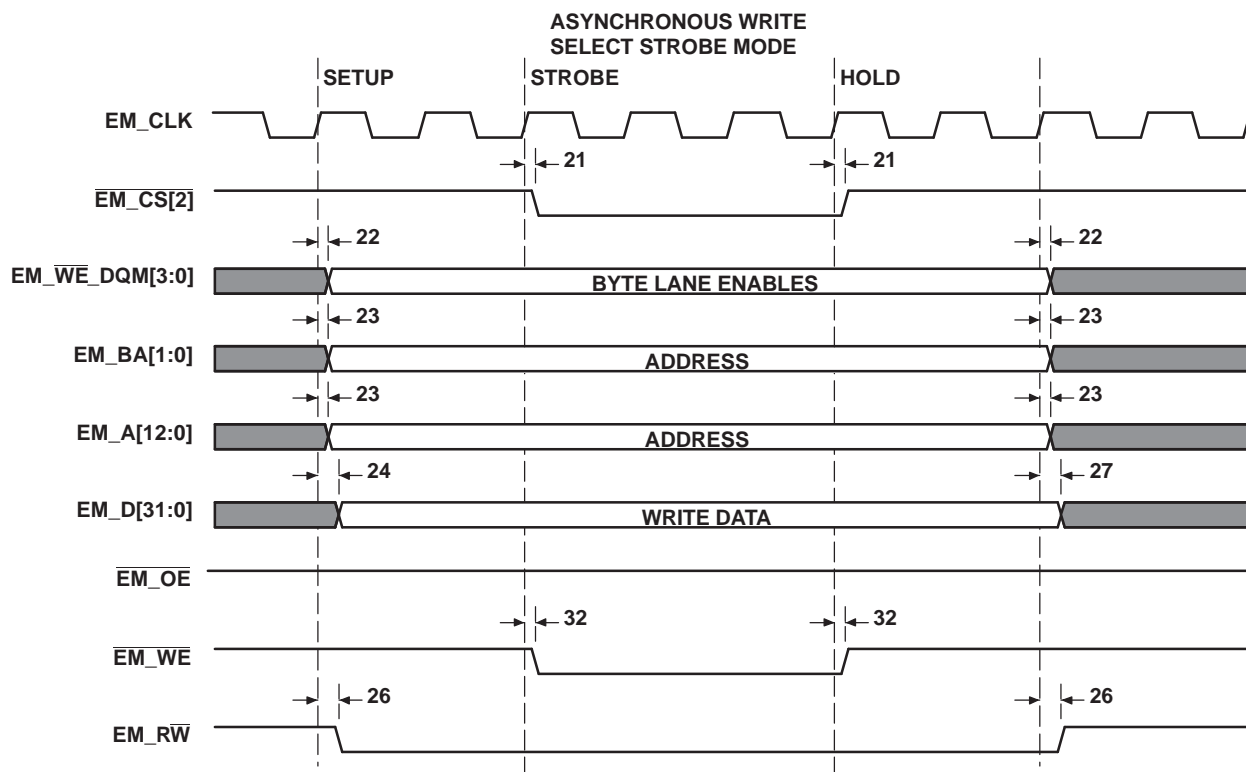 ASYNCHRONOUS WRITE
SELECT STROBE MODE
SETUP STROBE HOLD
EM_CLK
21 21
EM_CS[2]
22 22
EM_WE_DQM[3:0] BYTE LANE ENABLES
23 23
EM_BA[1:0] ADDRESS
23 23
EM_A[12:0] ADDRESS
24 27
EM_D[31:0] WRITE DATA
EM_OE
32 32
EM_WE
26 26
EM_RW